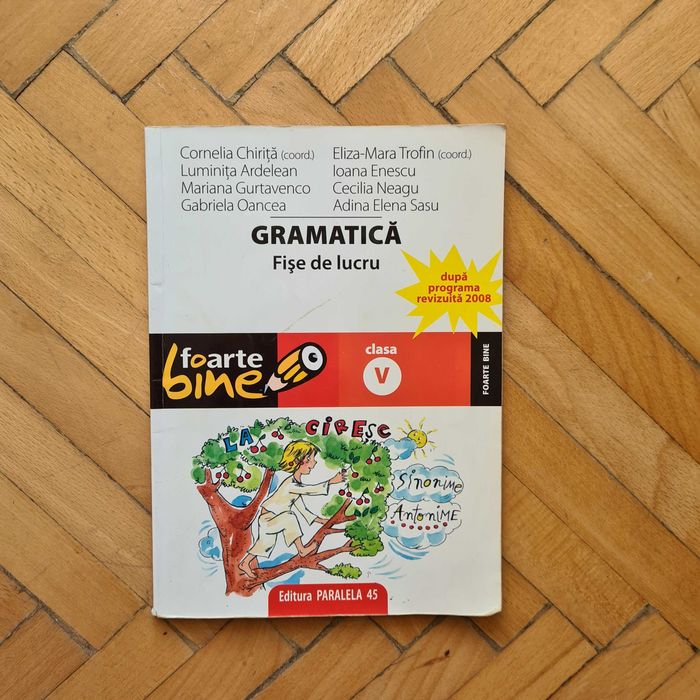 Cornelia Chiriță (coord.) Eliza-Mara Trofin (coord.)
Luminița Ardelean Ioana Enescu
Mariana Gurtavenco Cecilia Neagu
Gabriela Oancea Adina Elena Sasu
GRAMATICĂ
Fișe de lucru
după
programa
revizuită 2008
foarte
bine
clasa
V
FOARTE BINE
LA CIREȘE
Sinonime
Antonime
Editura PARALELA 45